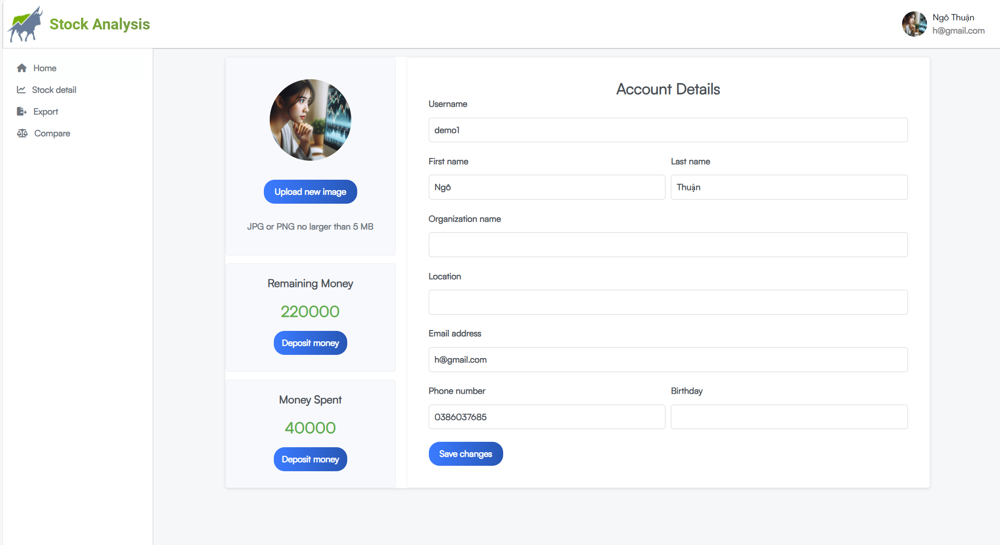 Stock Analysis
Ngô Thuận
h@gmail.com
Home
Stock detail
Export
Compare
Upload new image
JPG or PNG no larger than 5 MB
Remaining Money
220000
Deposit money
Money Spent
40000
Deposit money
Account Details
Username
demo1
First name
Last name
Ngô
Thuận
Organization name
Location
Email address
h@gmail.com
Phone number
Birthday
0386037685
Save changes